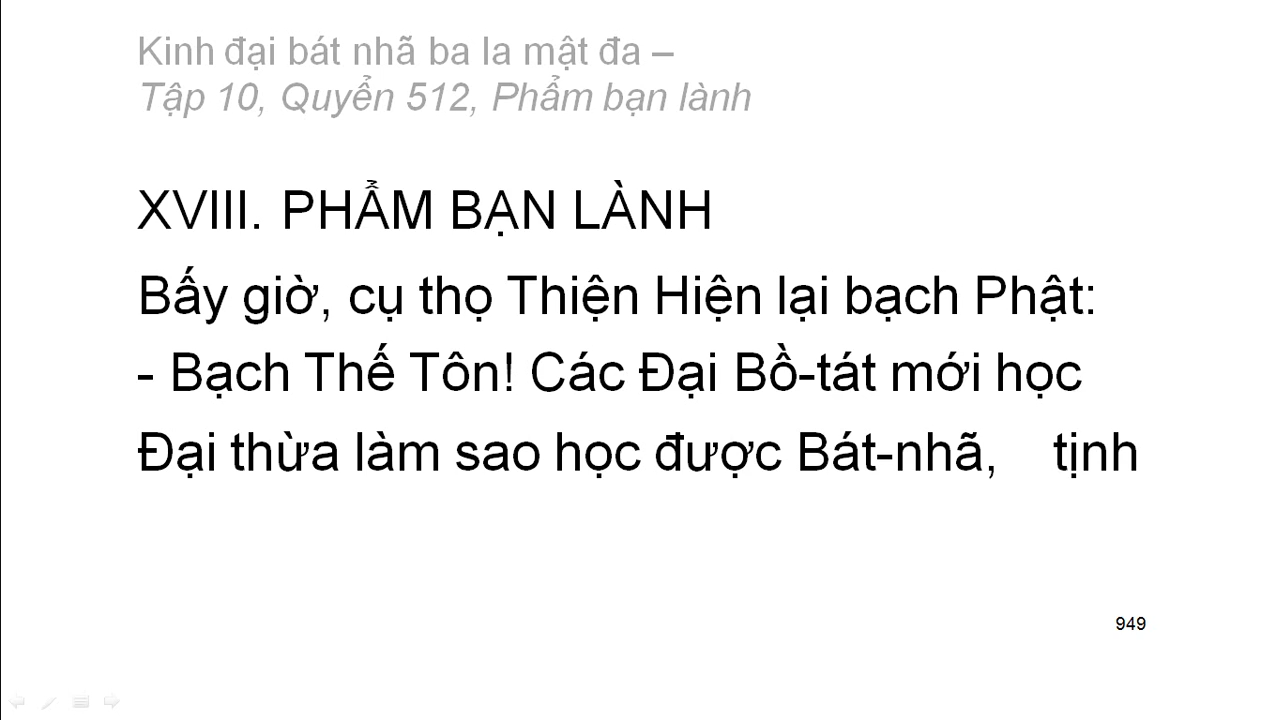 Kinh đại bát nhã ba la mật đa –
Tập 10, Quyển 512, Phẩm bạn lành
XVIII. PHẨM BẠN LÀNH
Bấy giờ, cụ thọ Thiện Hiện lại bạch Phật:
- Bạch Thế Tôn! Các Đại Bồ-tát mới học
Đại thừa làm sao học được Bát-nhã, tịnh
949